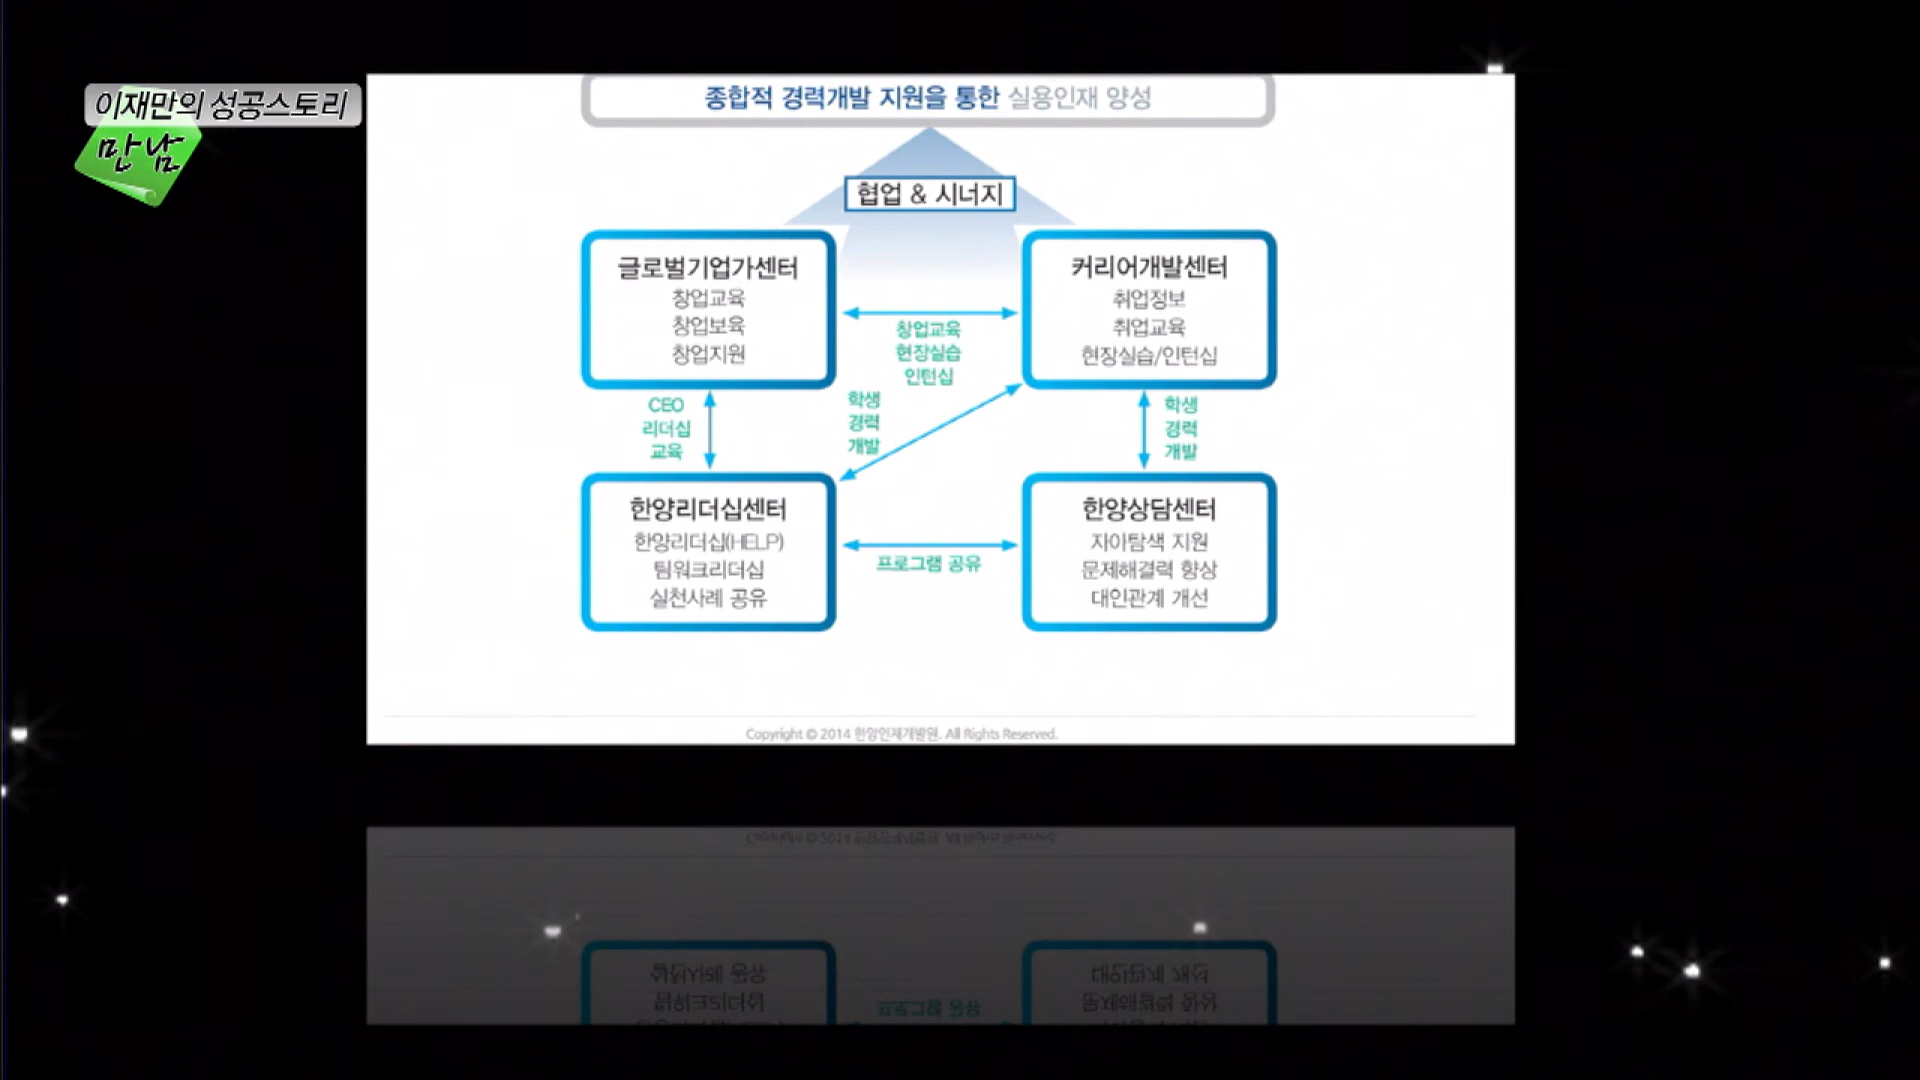 이재만의 성공스토리
만남
종합적 경력개발 지원을 통한 실용인재 양성
협업 & 시너지
글로벌기업가센터
창업교육
창업보육
창업지원
커리어개발센터
취업정보
취업교육
현장실습/인턴십
창업교육
현장실습
인턴십
CEO
리더십
교육
학생
경력
개발
학생
경력
개발
한양리더십센터
한양리더십(HELP)
팀워크리더십
실천사례 공유
프로그램 공유
한양상담센터
자아탐색 지원
문제해결력 향상
대인관계 개선
Copyright © 2014 한양인재개발원. All Rights Reserved.